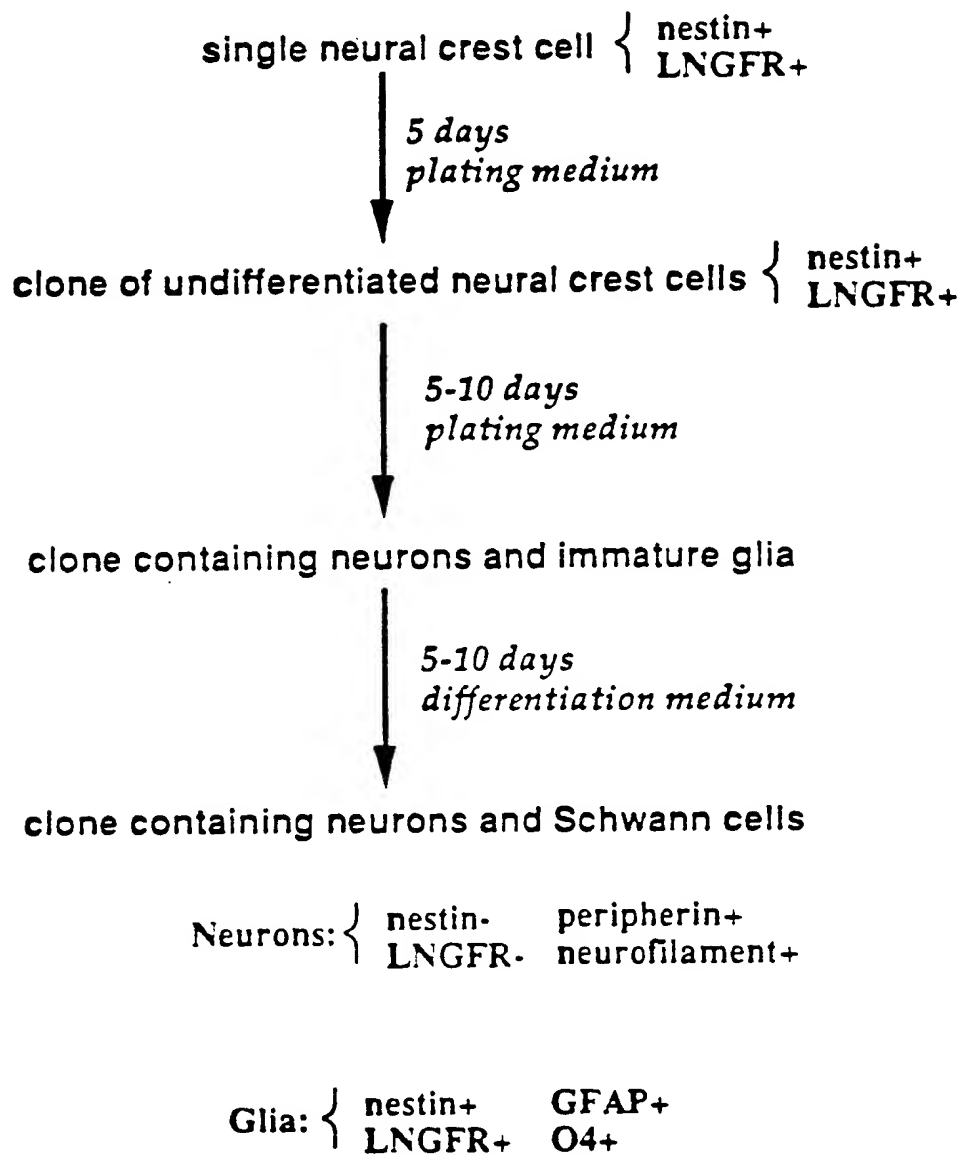 single neural crest cell { nestin+
LNGFR+
5 days
plating medium
clone of undifferentiated neural crest cells { nestin+
LNGFR+
5-10 days
plating medium
clone containing neurons and immature glia
5-10 days
differentiation medium
clone containing neurons and Schwann cells
Neurons: { nestin- peripherin+
LNGFR- neurofilament+
Glia: { nestin+ GFAP+
LNGFR+ O4+